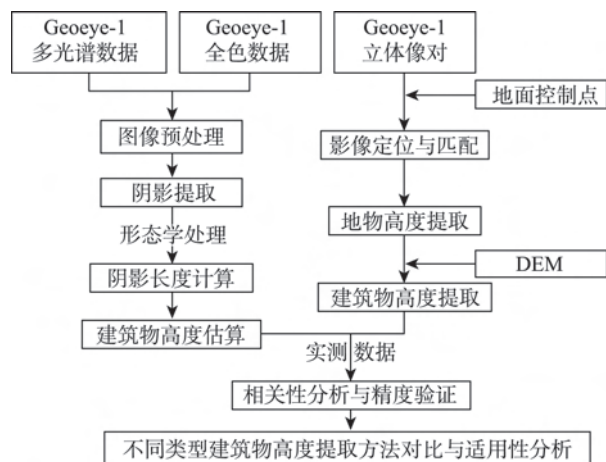 Geoeye-1
多光谱数据
Geoeye-1
全色数据
Geoeye-1
立体像对
地面控制点
图像预处理
影像定位与匹配
阴影提取
地物高度提取
形态学处理
DEM
阴影长度计算
建筑物高度提取
建筑物高度估算
实测数据
相关性分析与精度验证
不同类型建筑物高度提取方法对比与适用性分析